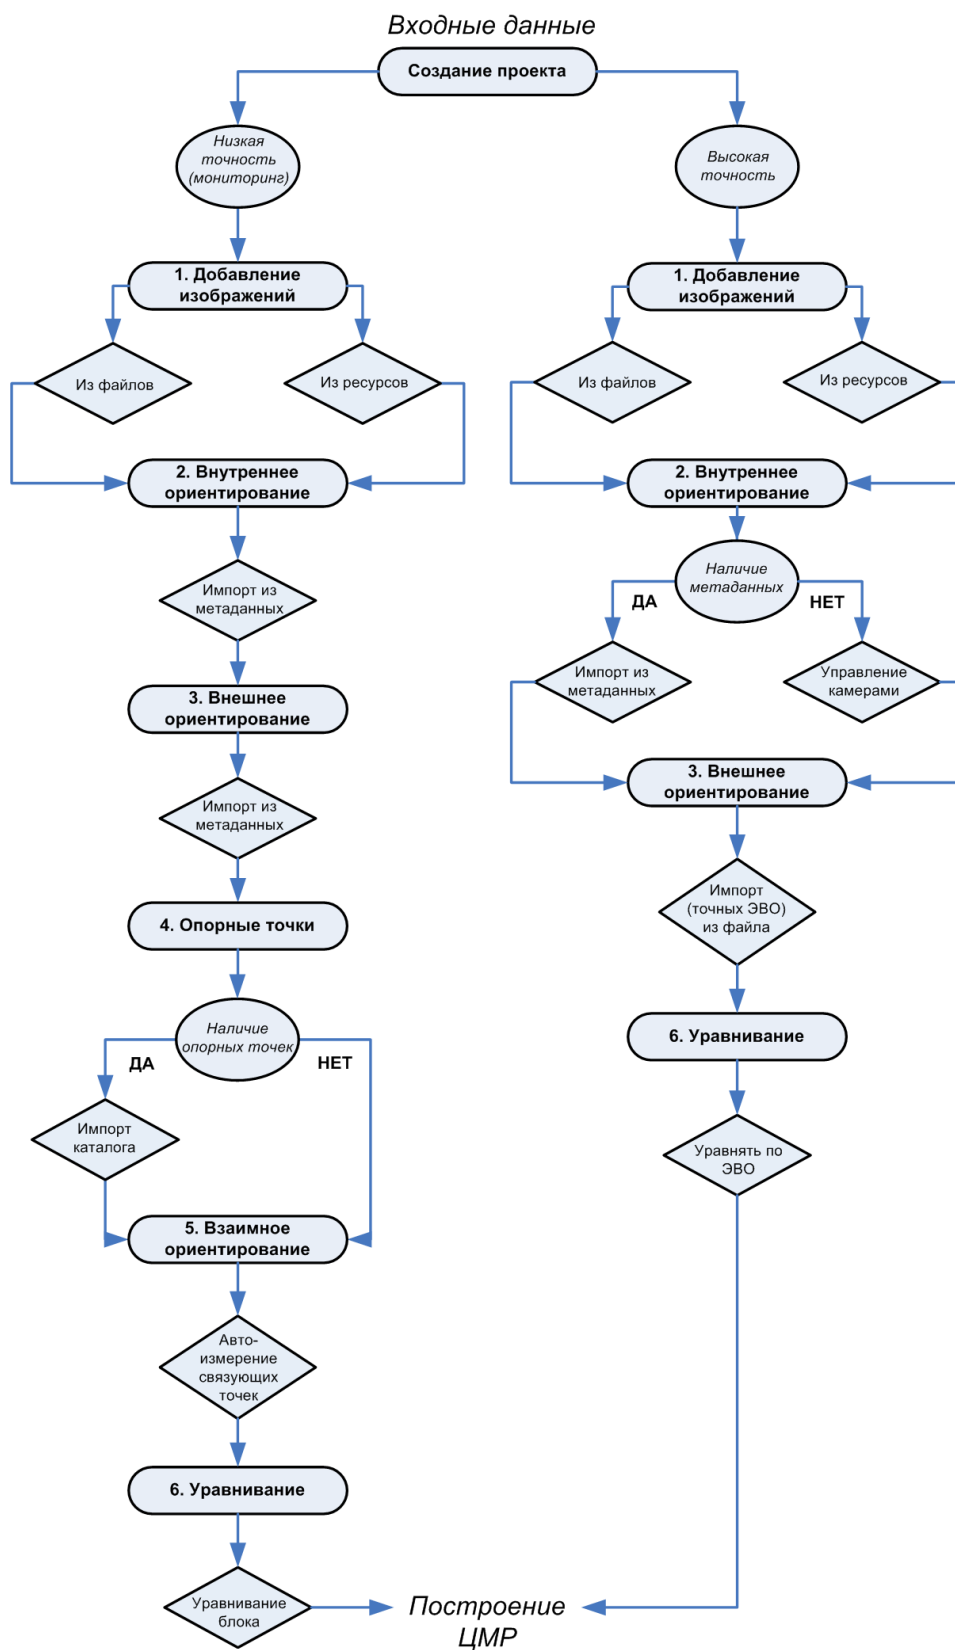 Входные данные
Создание проекта
Низкая
точность
(мониторинг)
1. Добавление
изображений
Из файлов
Из ресурсов
2. Внутреннее
ориентирование
Импорт из
метаданных
3. Внешнее
ориентирование
Импорт из
метаданных
4. Опорные точки
Наличие
опорных точек
ДА
НЕТ
Импорт
каталога
5. Взаимное
ориентирование
Авто-
измерение
связующих
точек
6. Уравнивание
Уравнивание
блока
Высокая
точность
1. Добавление
изображений
Из файлов
Из ресурсов
2. Внутреннее
ориентирование
Наличие
метаданных
ДА
НЕТ
Импорт из
метаданных
Управление
камерами
3. Внешнее
ориентирование
Импорт
(точных ЭВО)
из файла
6. Уравнивание
Уравнять по
ЭВО
Построение
ЦМР